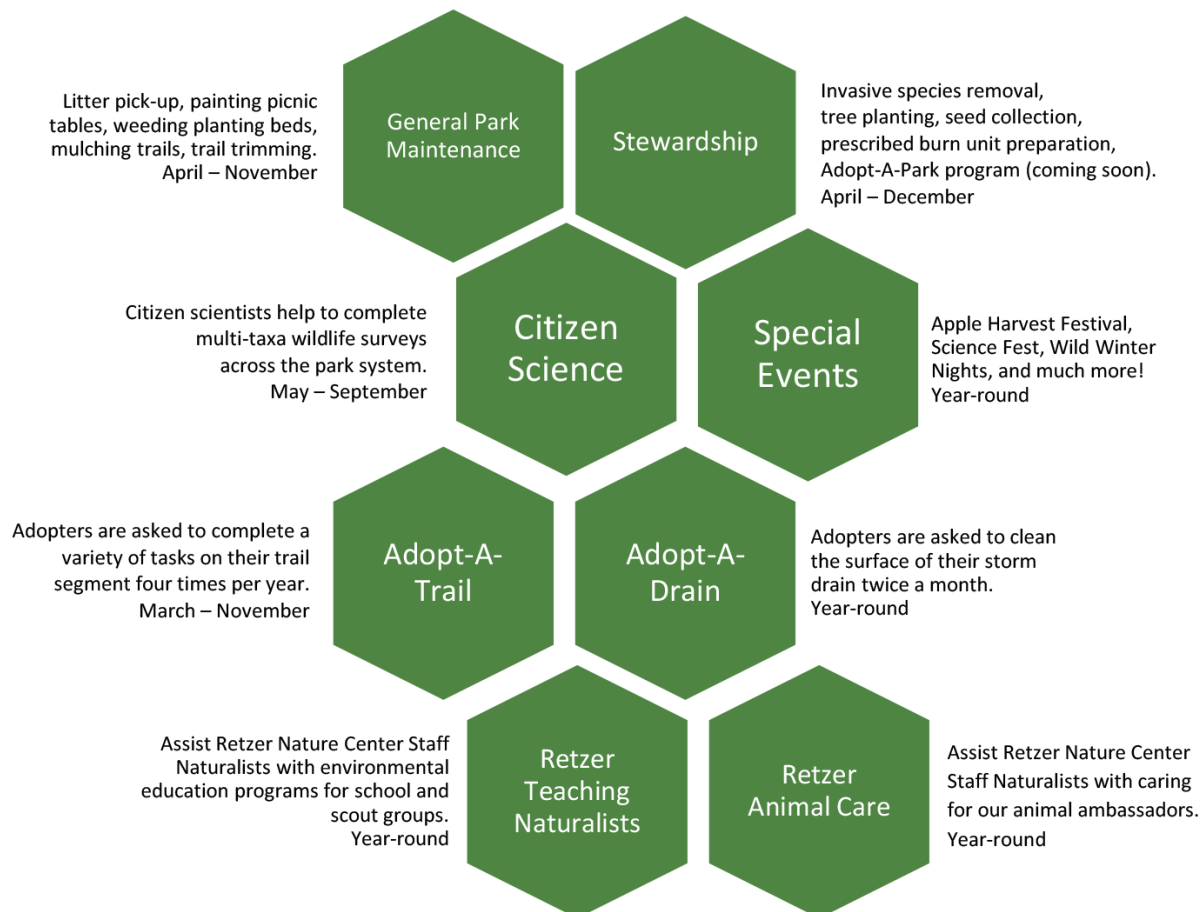 Litter pick-up, painting picnic
tables, weeding planting beds,
mulching trails, trail trimming.
April – November
General Park
Maintenance
Stewardship
Invasive species removal,
tree planting, seed collection,
prescribed burn unit preparation,
Adopt-A-Park program (coming soon).
April – December
Citizen scientists help to complete
multi-taxa wildlife surveys
across the park system.
May – September
Citizen
Science
Special
Events
Apple Harvest Festival,
Science Fest, Wild Winter
Nights, and much more!
Year-round
Adopters are asked to complete a
variety of tasks on their trail
segment four times per year.
March – November
Adopt-A-
Trail
Adopt-A-
Drain
Adopters are asked to clean
the surface of their storm
drain twice a month.
Year-round
Assist Retzer Nature Center Staff
Naturalists with environmental
education programs for school and
scout groups.
Year-round
Retzer
Teaching
Naturalists
Retzer
Animal Care
Assist Retzer Nature Center
Staff Naturalists with caring
for our animal ambassadors.
Year-round